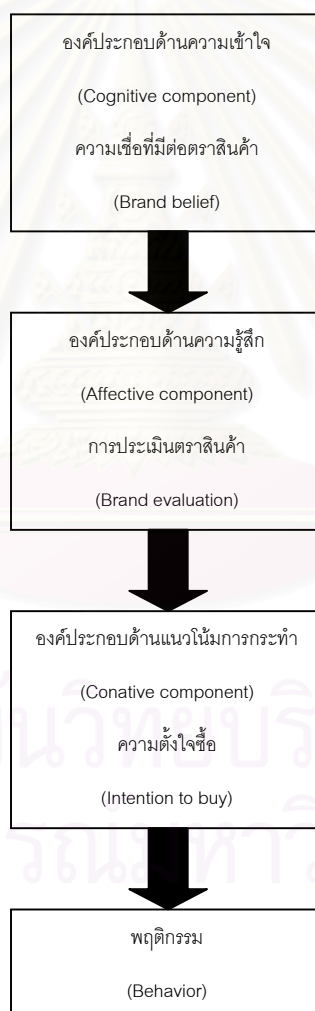 องค์ประกอบด้านความเข้าใจ
(Cognitive component)
ความเชื่อที่มีต่อตราสินค้า
(Brand belief)
องค์ประกอบด้านความรู้สึก
(Affective component)
การประเมินตราสินค้า
(Brand evaluation)
องค์ประกอบด้านแนวโน้มการกระทำ
(Conative component)
ความตั้งใจซื้อ
(Intention to buy)
พฤติกรรม
(Behavior)